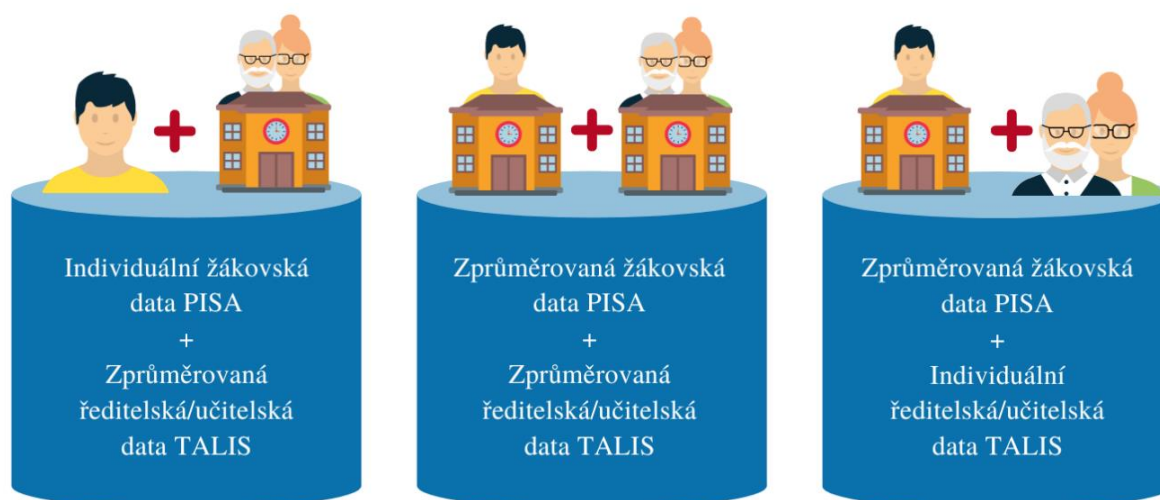 Individuální žákovská
data PISA
+
Zprůměrovaná
ředitelská/učitelská
data TALIS
Zprůměrovaná žákovská
data PISA
+
Zprůměrovaná
ředitelská/učitelská
data TALIS
Zprůměrovaná žákovská
data PISA
+
Individuální
ředitelská/učitelská
data TALIS